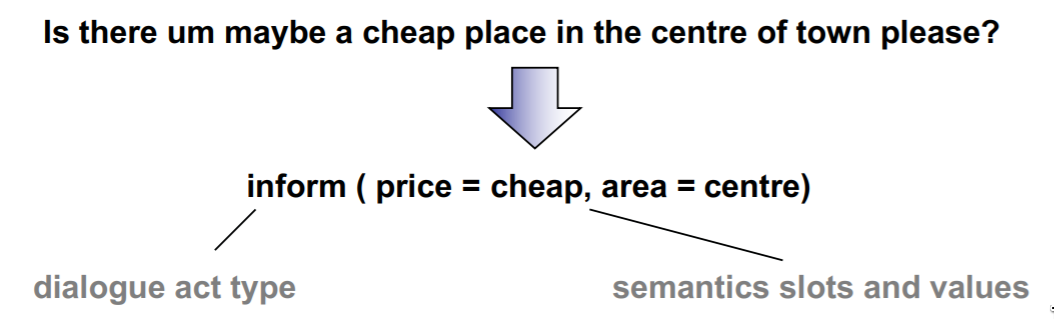 Is there um maybe a cheap place in the centre of town please?
inform ( price = cheap, area = centre)
dialogue act type
semantics slots and values